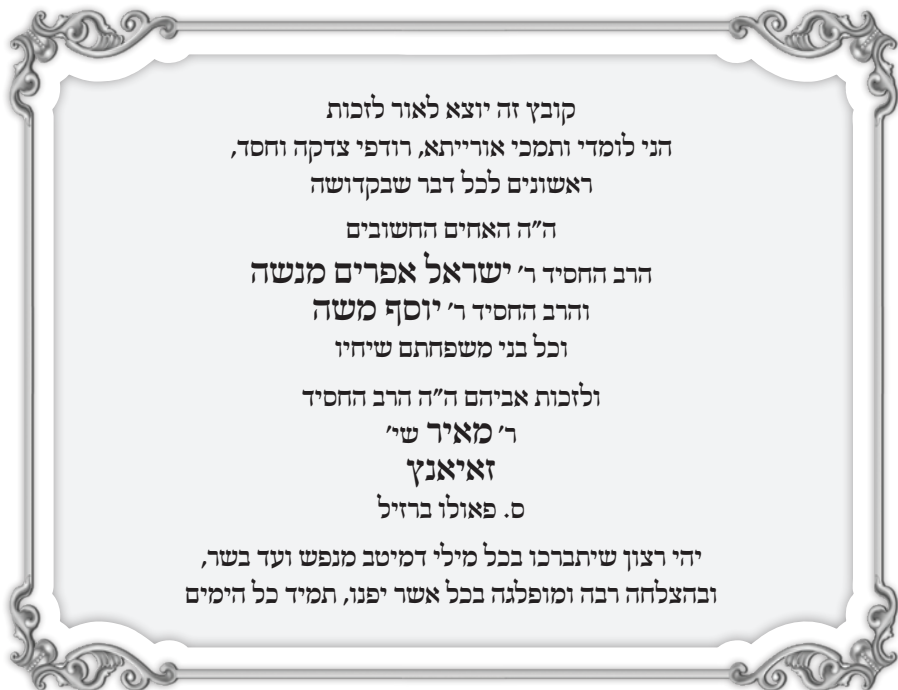 קובץ זה יוצא לאור לזכות
הני לומדי ותמכי אורייתא, רודפי צדקה וחסד,
ראשונים לכל דבר שבקדושה
ה״ה האחים החשובים
הרב החסיד ר׳ ישראל אפרים מנשה
והרב החסיד ר׳ יוסף משה
וכל בני משפחתם שיחיו
ולזכות אביהם ה״ה הרב החסיד
ר׳ מאיר שי׳
זאיאנץ
ס. פאולו ברזיל
יהי רצון שיתברכו בכל מילי דמיטב מנפש ועד בשר,
ובהצלחה רבה ומופלגה בכל אשר יפנו, תמיד כל הימים